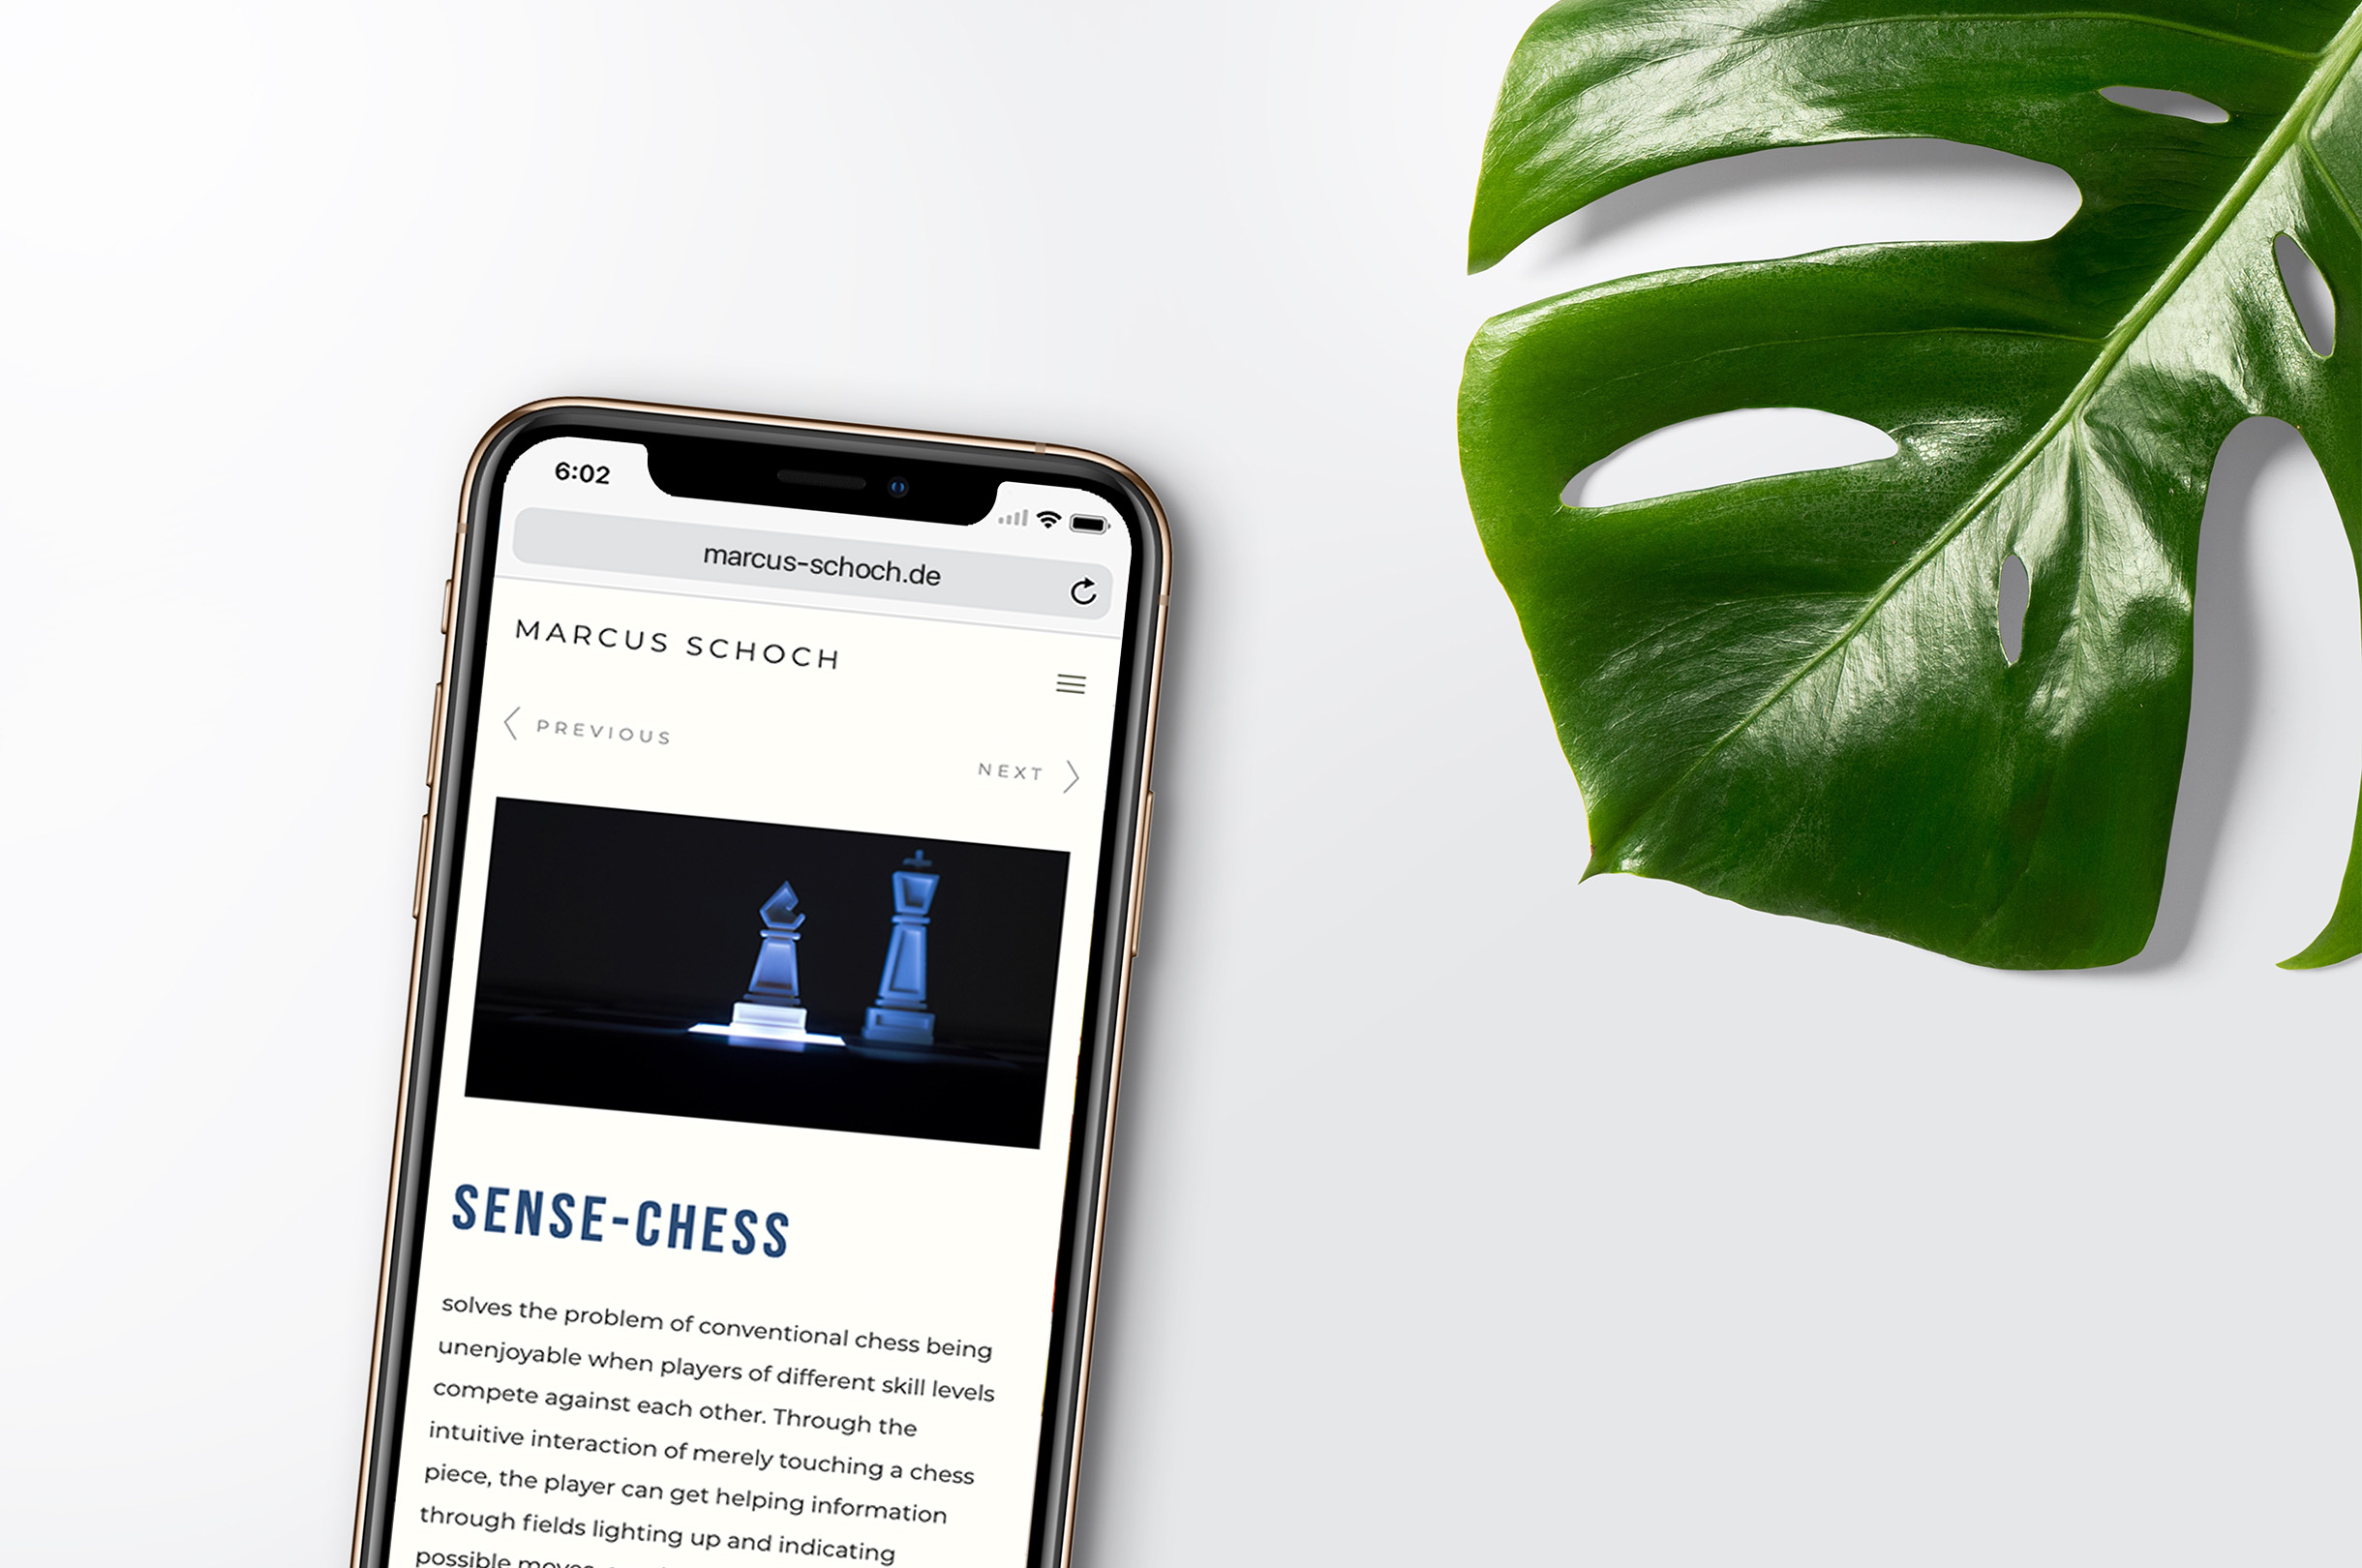 6:02
marcus-schoch.de
MARCUS SCHOCH
PREVIOUS
NEXT
SENSE-CHESS
solves the problem of conventional chess being
unenjoyable when players of different skill levels
compete against each other. Through the
intuitive interaction of merely touching a chess
piece, the player can get helping information
through fields lighting up and indicating
possible moves